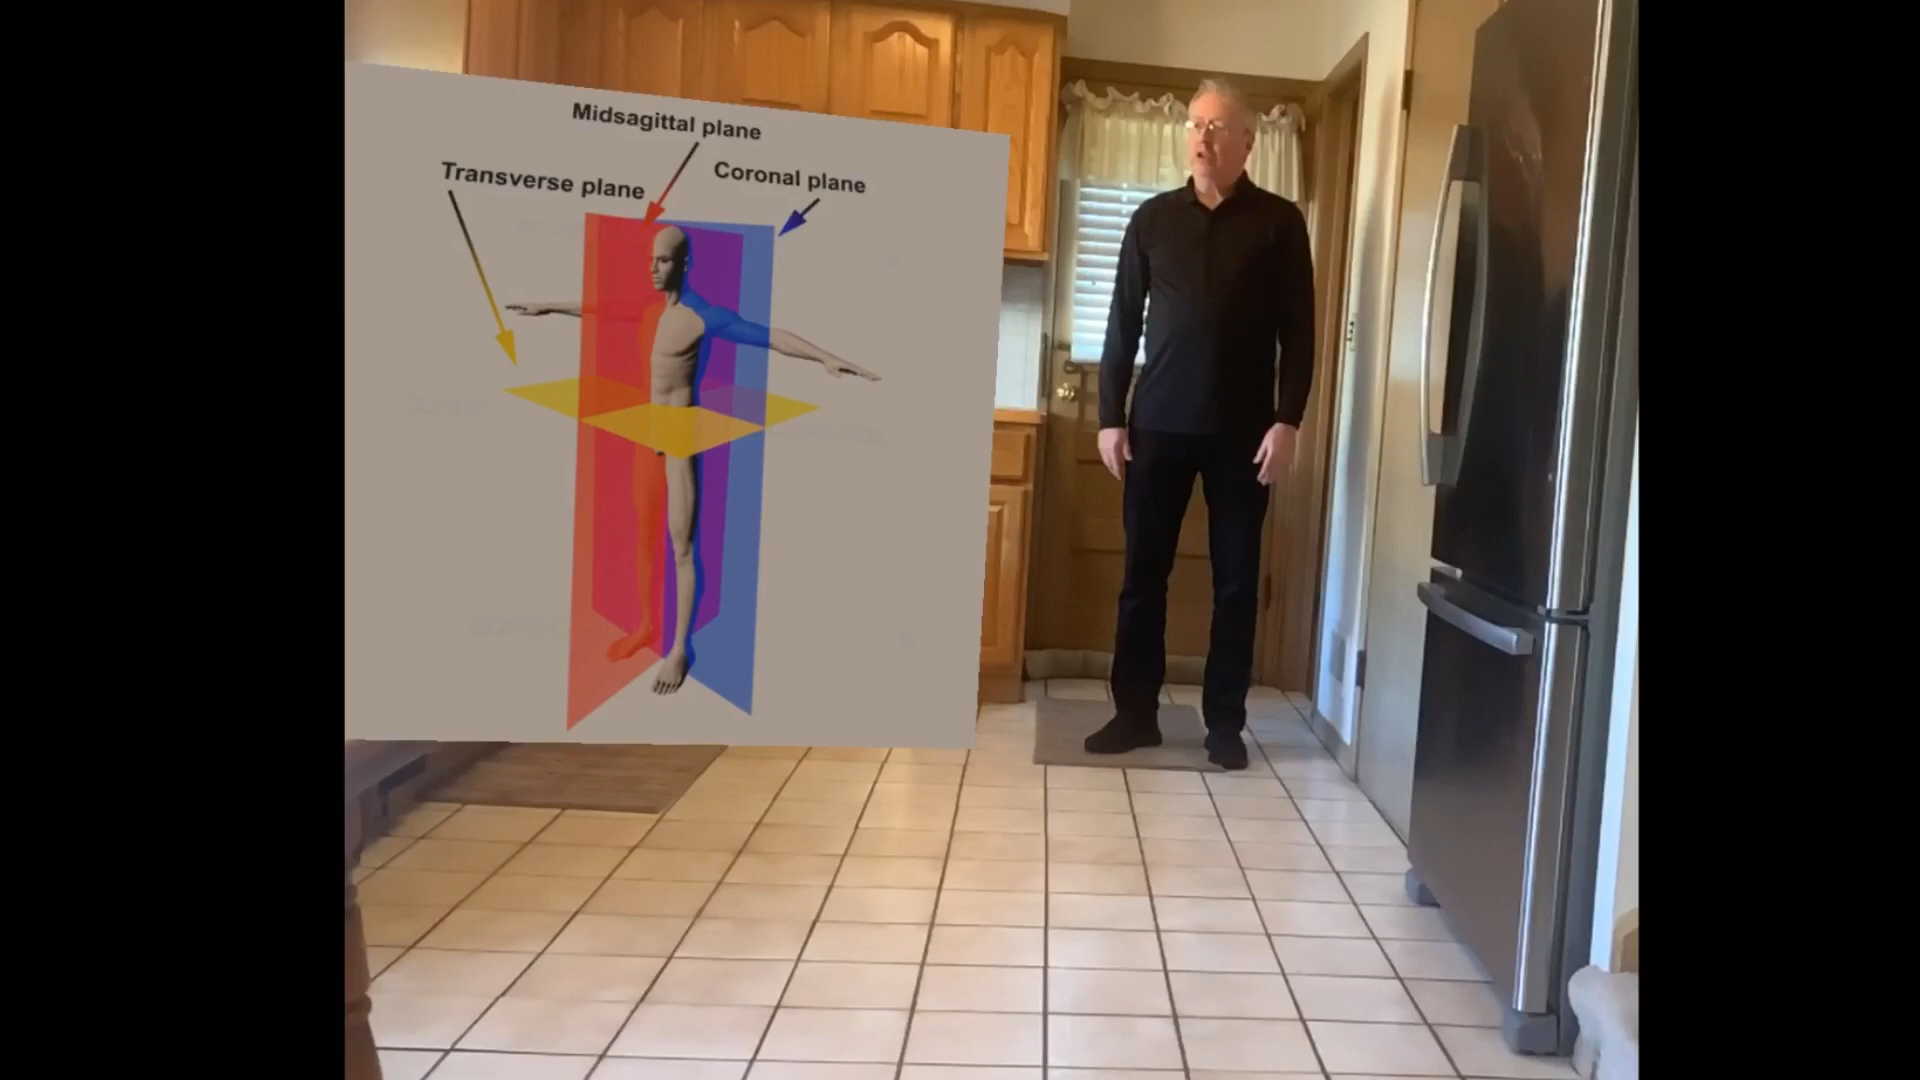 Midsagittal plane
Transverse plane
Coronal plane